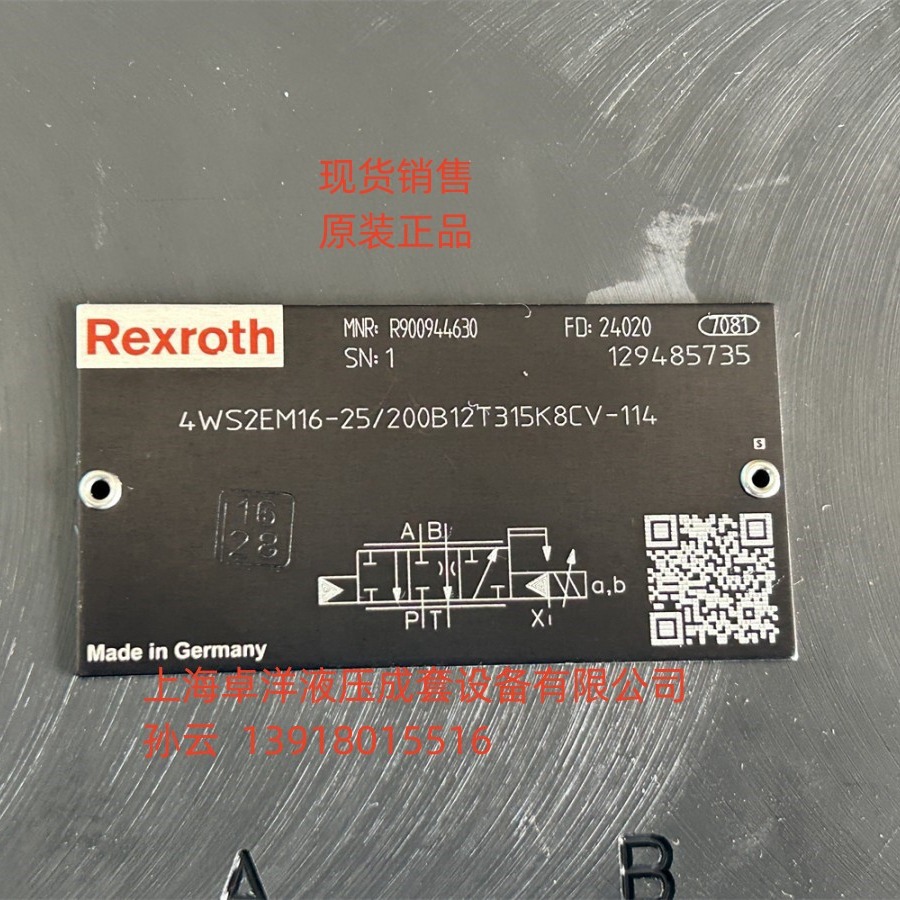 现货销售
原装正品
Rexroth MNR: R900944630 FD: 24020 7081
SN: 1 129485735
4WS2EM16-25/200B12T315K8CV-114
S
16
28
A B
a,b
P T X
Made in Germany
上海卓洋液压成套设备有限公司
孙云 13918015516
A B